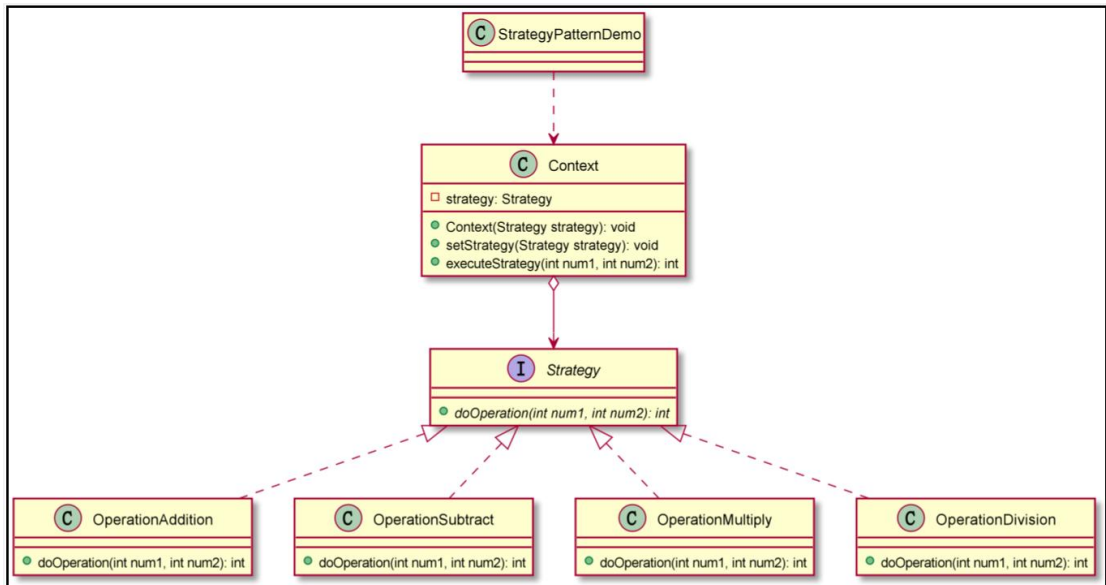 C StrategyPatternDemo
C Context
strategy: Strategy
Context(Strategy strategy): void
setStrategy(Strategy strategy): void
executeStrategy(int num1, int num2): int
I Strategy
doOperation(int num1, int num2): int
C OperationAddition
doOperation(int num1, int num2): int
C OperationSubtract
doOperation(int num1, int num2): int
C OperationMultiply
doOperation(int num1, int num2): int
C OperationDivision
doOperation(int num1, int num2): int